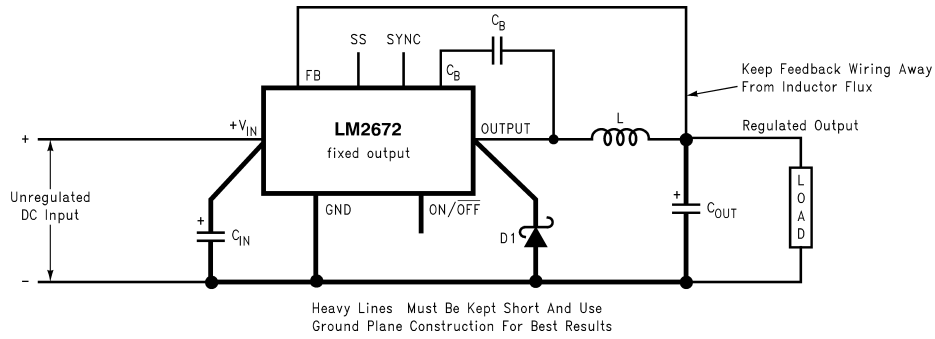 C_B
SS SYNC
FB
C_B
Keep Feedback Wiring Away
From Inductor Flux
+V_IN
LM2672
fixed output
OUTPUT
L
Regulated Output
+
Unregulated
DC Input
-
+
C_IN
GND
ON/O̅F̅F̅
D1
+
C_OUT
LOAD
Heavy Lines Must Be Kept Short And Use
Ground Plane Construction For Best Results